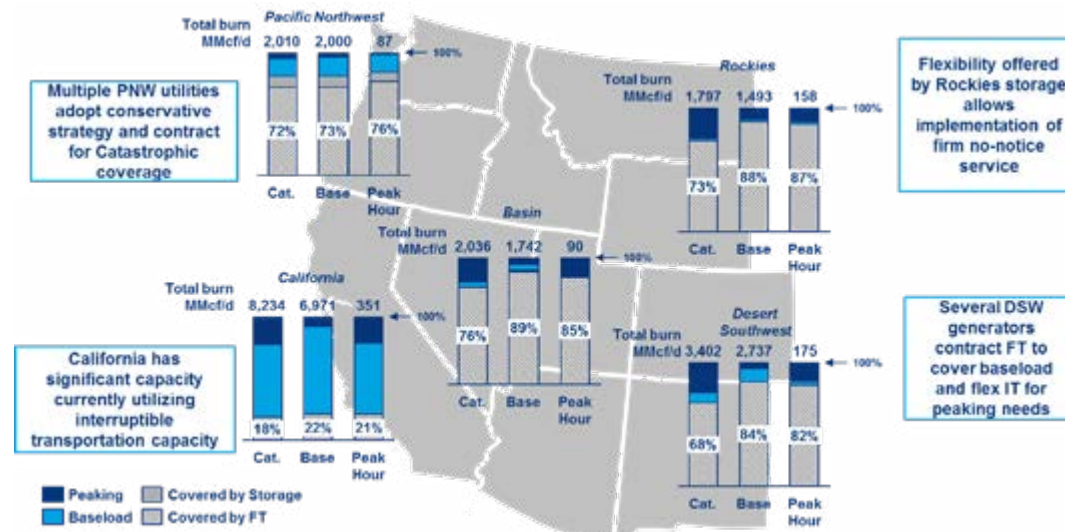 Pacific Northwest
Total burn
MMcf/d
2,010 2,000 87
100%
72% 73% 76%
Cat. Base Peak
Hour
Multiple PNW utilities
adopt conservative
strategy and contract
for Catastrophic
coverage
Rockies
Total burn
MMcf/d
1,797 1,493 158
100%
73% 88% 87%
Cat. Base Peak
Hour
Flexibility offered
by Rockies storage
allows
implementation of
firm no-notice
service
Basin
Total burn
MMcf/d
2,036 1,742 90
100%
76% 89% 85%
Cat. Base Peak
Hour
California
Total burn
MMcf/d
8,234 6,971 351
100%
18% 22% 21%
Cat. Base Peak
Hour
California has
significant capacity
currently utilizing
interruptible
transportation capacity
Desert
Southwest
Total burn
MMcf/d
3,402 2,737 175
100%
68% 84% 82%
Cat. Base Peak
Hour
Several DSW
generators
contract FT to
cover baseload
and flex IT for
peaking needs
Peaking Covered by Storage
Baseload Covered by FT